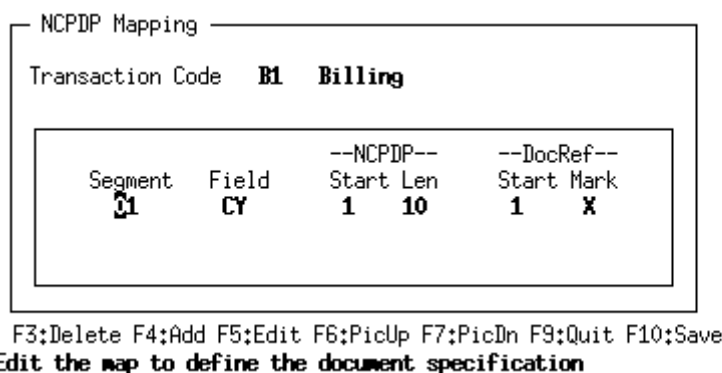 NCPDP Mapping
Transaction Code B1 Billing
--NCPDP-- --DocRef--
Segment Field Start Len Start Mark
01 CY 1 10 1 X
F3:Delete F4:Add F5:Edit F6:PicUp F7:PicDn F9:Quit F10:Save
Edit the map to define the document specification